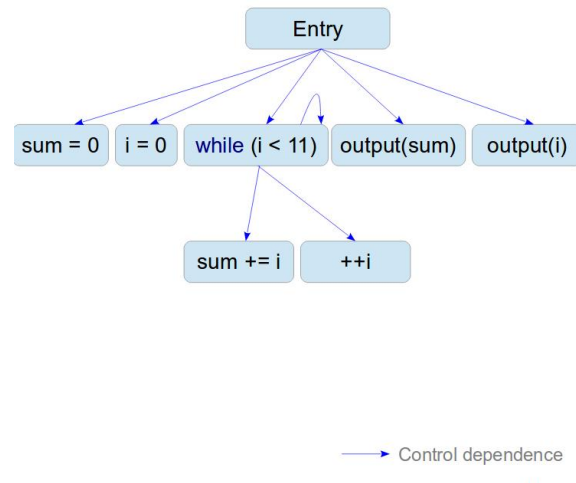 Entry
sum = 0
i = 0
while (i < 11)
output(sum)
output(i)
sum += i
++i
Control dependence